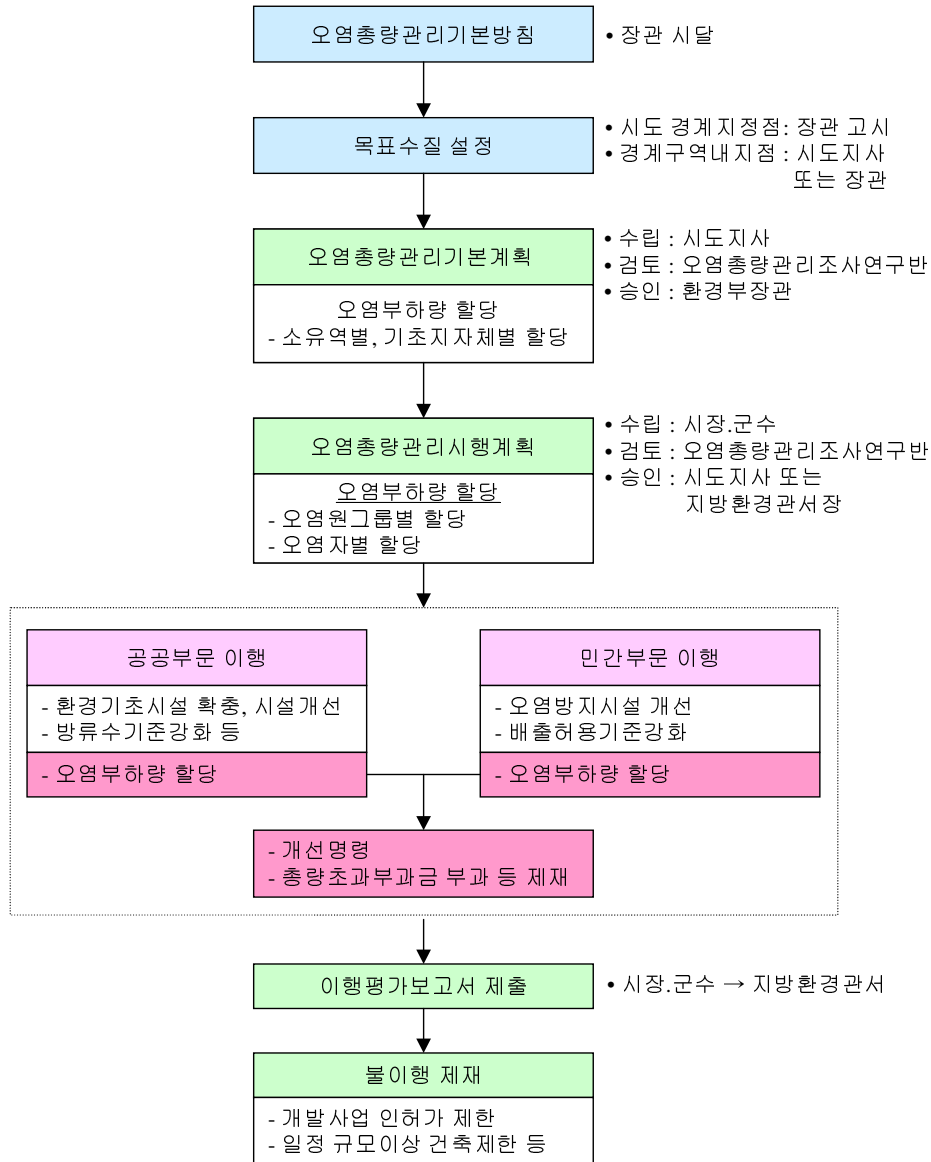 오염총량관리기본방침
• 장관 시달
목표수질 설정
• 시도 경계지정점: 장관 고시
• 경계구역내지점 : 시도지사
또는 장관
오염총량관리기본계획
오염부하량 할당
- 소유역별, 기초지자체별 할당
• 수립 : 시도지사
• 검토 : 오염총량관리조사연구반
• 승인 : 환경부장관
오염총량관리시행계획
오염부하량 할당
- 오염원그룹별 할당
- 오염자별 할당
• 수립 : 시장.군수
• 검토 : 오염총량관리조사연구반
• 승인 : 시도지사 또는
지방환경관서장
공공부문 이행
- 환경기초시설 확충, 시설개선
- 방류수기준강화 등
- 오염부하량 할당
민간부문 이행
- 오염방지시설 개선
- 배출허용기준강화
- 오염부하량 할당
- 개선명령
- 총량초과부과금 부과 등 제재
이행평가보고서 제출
• 시장.군수 → 지방환경관서
불이행 제재
- 개발사업 인허가 제한
- 일정 규모이상 건축제한 등